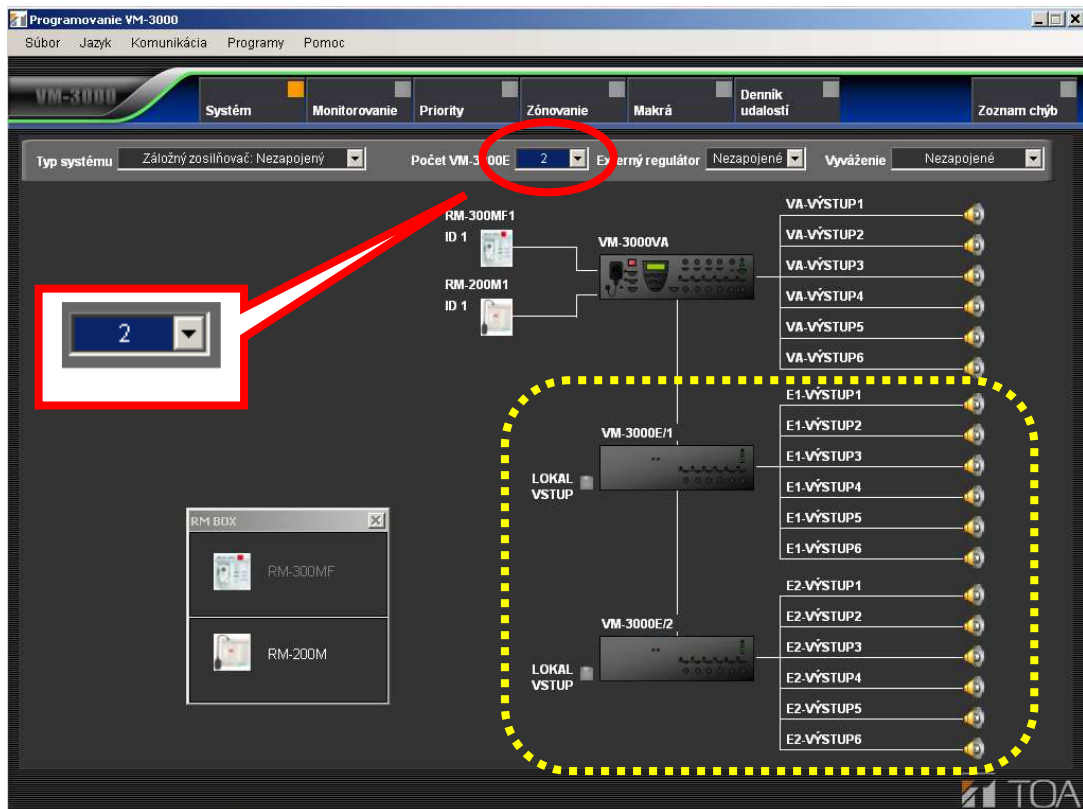 Programovanie VM-3000
Súbor Jazyk Komunikácia Programy Pomoc
VM-3000
Systém Monitorovanie Priority Zónovanie Makrá Denník udalostí Zoznam chýb
Typ systému Záložný zosilňovač: Nezapojený Počet VM-3000E 2 Externý regulátor Nezapojené Vyváženie Nezapojené
RM-300MF1
ID 1
RM-200M1
ID 1
VM-3000VA
VA-VÝSTUP1
VA-VÝSTUP2
VA-VÝSTUP3
VA-VÝSTUP4
VA-VÝSTUP5
VA-VÝSTUP6
2
VM-3000E/1
LOKAL
VSTUP
E1-VÝSTUP1
E1-VÝSTUP2
E1-VÝSTUP3
E1-VÝSTUP4
E1-VÝSTUP5
E1-VÝSTUP6
RM BOX
RM-300MF
RM-200M
VM-3000E/2
LOKAL
VSTUP
E2-VÝSTUP1
E2-VÝSTUP2
E2-VÝSTUP3
E2-VÝSTUP4
E2-VÝSTUP5
E2-VÝSTUP6
TOA